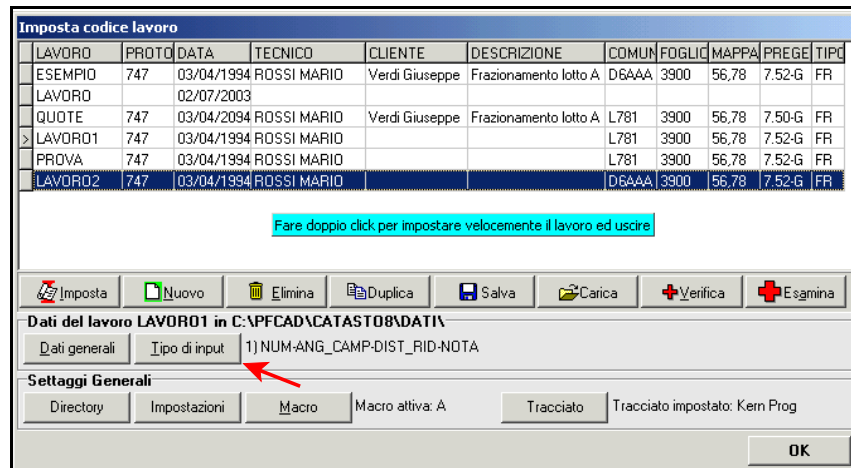 Imposta codice lavoro
LAVORO PROTO DATA TECNICO CLIENTE DESCRIZIONE COMUN FOGLIO MAPPA PREGE TIPO
ESEMPIO 747 03/04/1994 ROSSI MARIO Verdi Giuseppe Frazionamento lotto A D6AAA 3900 56,78 7.52-G FR
LAVORO 02/07/2003
QUOTE 747 03/04/2094 ROSSI MARIO Verdi Giuseppe Frazionamento lotto A L781 3900 56,78 7.50-G FR
LAVORO1 747 03/04/1994 ROSSI MARIO L781 3900 56,78 7.52-G FR
PROVA 747 03/04/1994 ROSSI MARIO L781 3900 56,78 7.52-G FR
LAVORO2 747 03/04/1994 ROSSI MARIO D6AAA 3900 56,78 7.52-G FR
Fare doppio click per impostare velocemente il lavoro ed uscire
Imposta Nuovo Elimina Duplica Salva Carica Verifica Esamina
Dati del lavoro LAVORO1 in C:\PFCAD\CATASTO8\DATI\
Dati generali Tipo di input 1) NUM-ANG_CAMP-DIST_RID-NOTA
Settaggi Generali
Directory Impostazioni Macro Macro attiva: A Tracciato Tracciato impostato: Kern Prog
OK